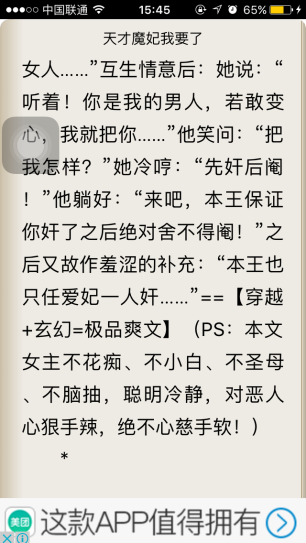 中国联通 15:45 65%
天才魔妃我要了
女人……”互生情意后：她说：“
听着！你是我的男人，若敢变
心，我就把你……”他笑问：“把
我怎样？”她冷哼：“先奸后阉
！”他躺好：“来吧，本王保证
你奸了之后绝对舍不得阉！”之
后又故作羞涩的补充：“本王也
只任爱妃一人奸……”==【穿越
+玄幻=极品爽文】（PS：本文
女主不花痴、不小白、不圣母
、不脑抽，聪明冷静，对恶人
心狠手辣，绝不心慈手软！）
*
美团 这款APP值得拥有